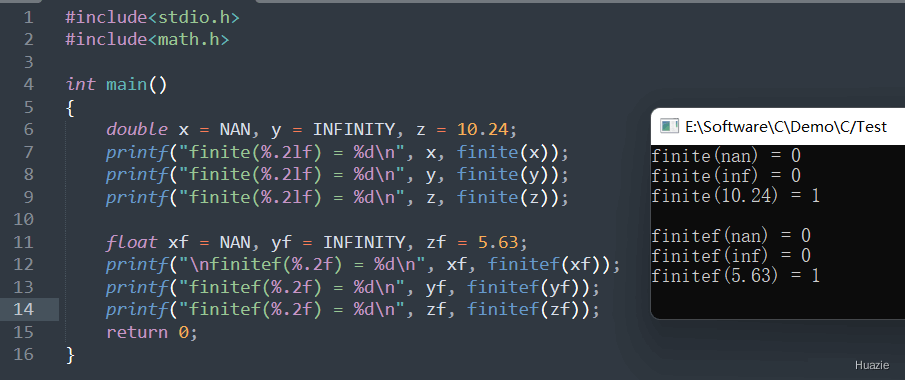 1 #include<stdio.h>
2 #include<math.h>
3
4 int main()
5 {
6     double x = NAN, y = INFINITY, z = 10.24;
7     printf("finite(%.2lf) = %d\n", x, finite(x));
8     printf("finite(%.2lf) = %d\n", y, finite(y));
9     printf("finite(%.2lf) = %d\n", z, finite(z));
10
11     float xf = NAN, yf = INFINITY, zf = 5.63;
12     printf("\nfinitef(%.2f) = %d\n", xf, finitef(xf));
13     printf("finitef(%.2f) = %d\n", yf, finitef(yf));
14     printf("finitef(%.2f) = %d\n", zf, finitef(zf));
15     return 0;
16 }
E:\Software\C\Demo\C/Test
finite(nan) = 0
finite(inf) = 0
finite(10.24) = 1

finitef(nan) = 0
finitef(inf) = 0
finitef(5.63) = 1
Huazie